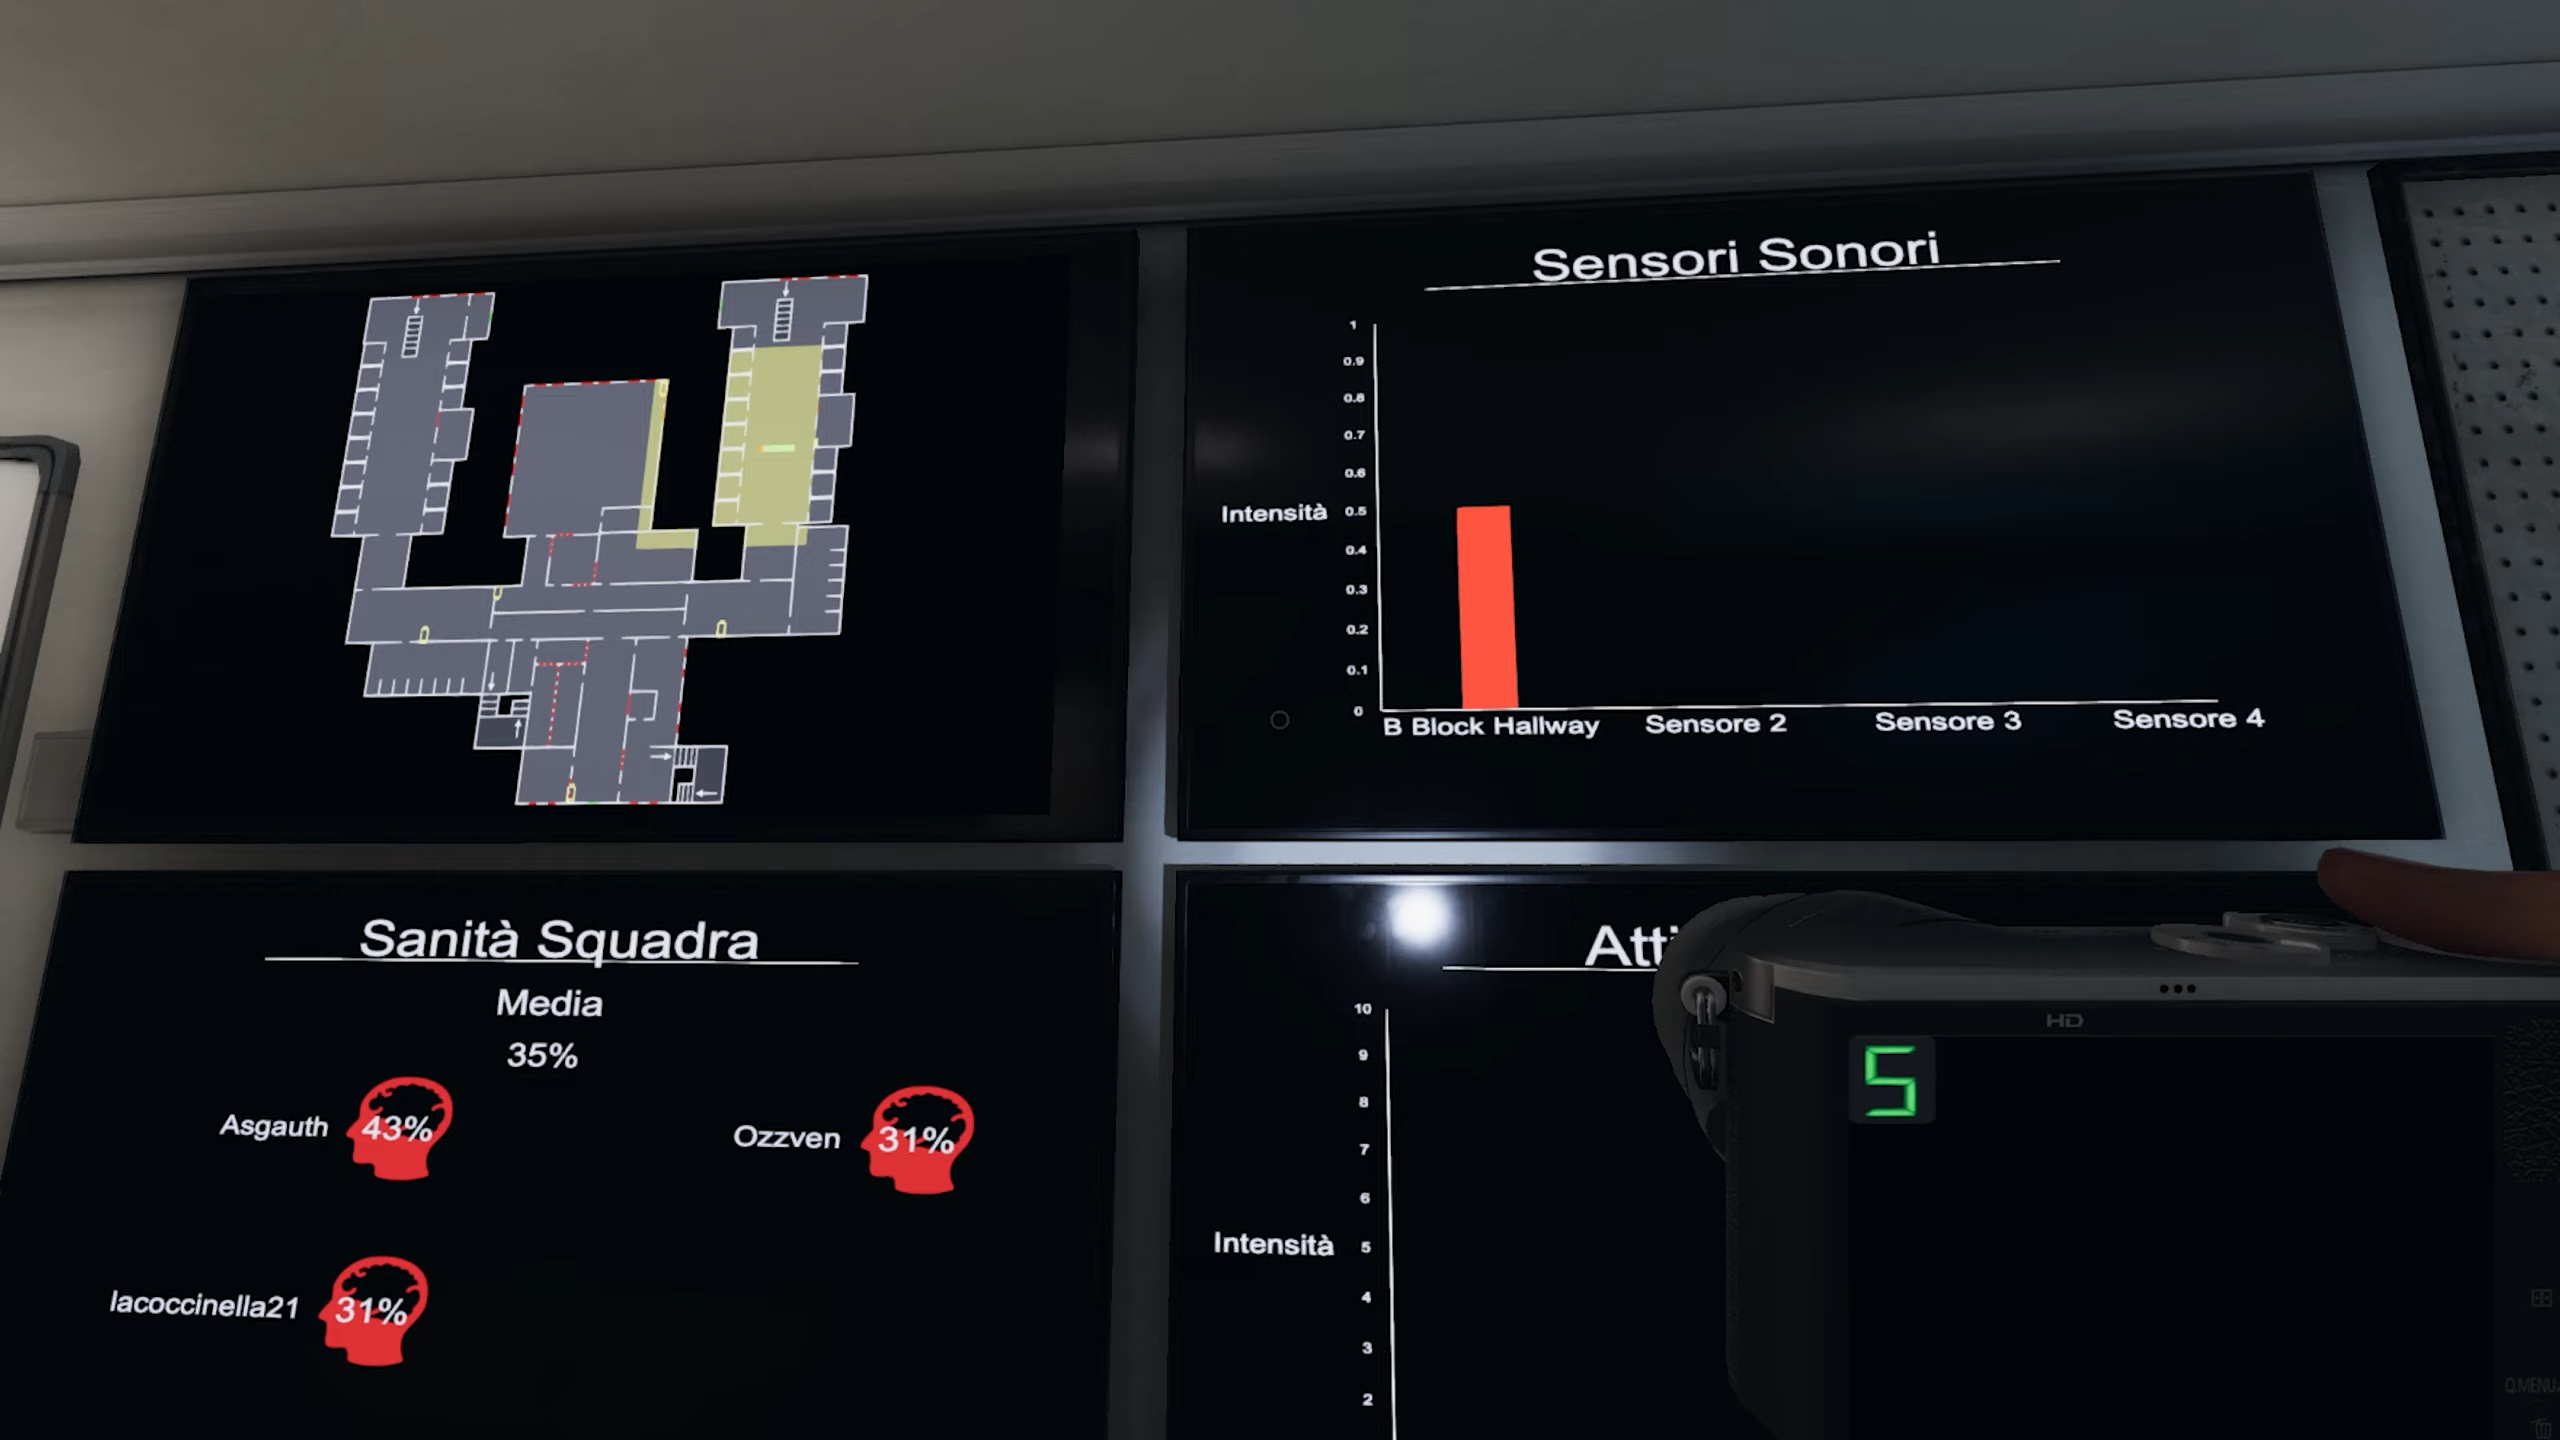 Sensori Sonori
1
0.9
0.8
0.7
0.6
Intensità 0.5
0.4
0.3
0.2
0.1
0
B Block Hallway Sensore 2 Sensore 3 Sensore 4
Sanità Squadra
Media
35%
Asgauth 43%
Ozzven 31%
lacoccinella21 31%
Atti
10
9
8
7
6
Intensità 5
4
3
2
HD
5
Q.MENU